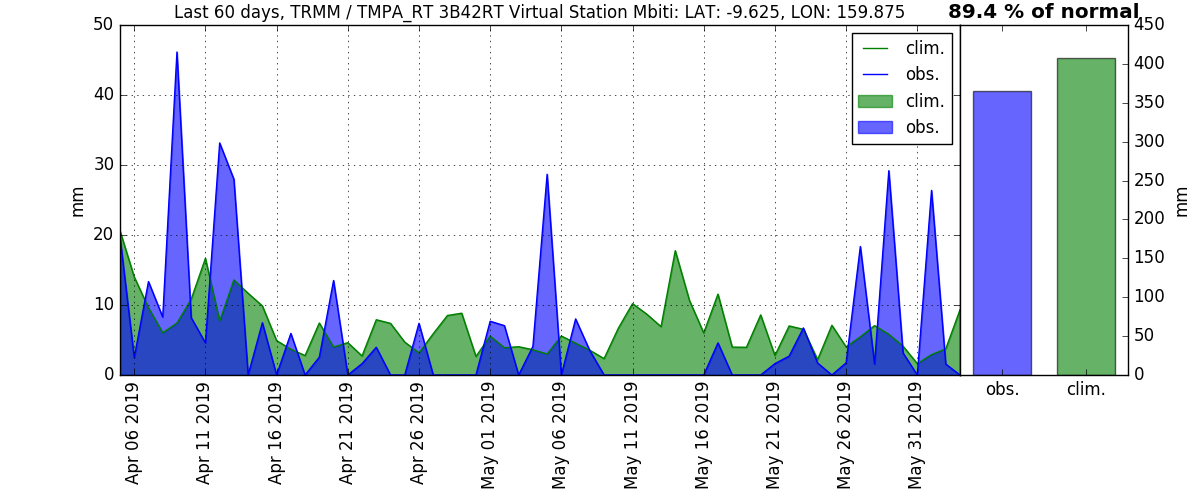 Last 60 days, TRMM / TMPA_RT 3B42RT Virtual Station Mbiti: LAT: -9.625, LON: 159.875
89.4 % of normal
50
40
30
20
10
0
mm
clim.
obs.
clim.
obs.
450
400
350
300
250
200
150
100
50
0
mm
Apr 06 2019
Apr 11 2019
Apr 16 2019
Apr 21 2019
Apr 26 2019
May 01 2019
May 06 2019
May 11 2019
May 16 2019
May 21 2019
May 26 2019
May 31 2019
obs.
clim.